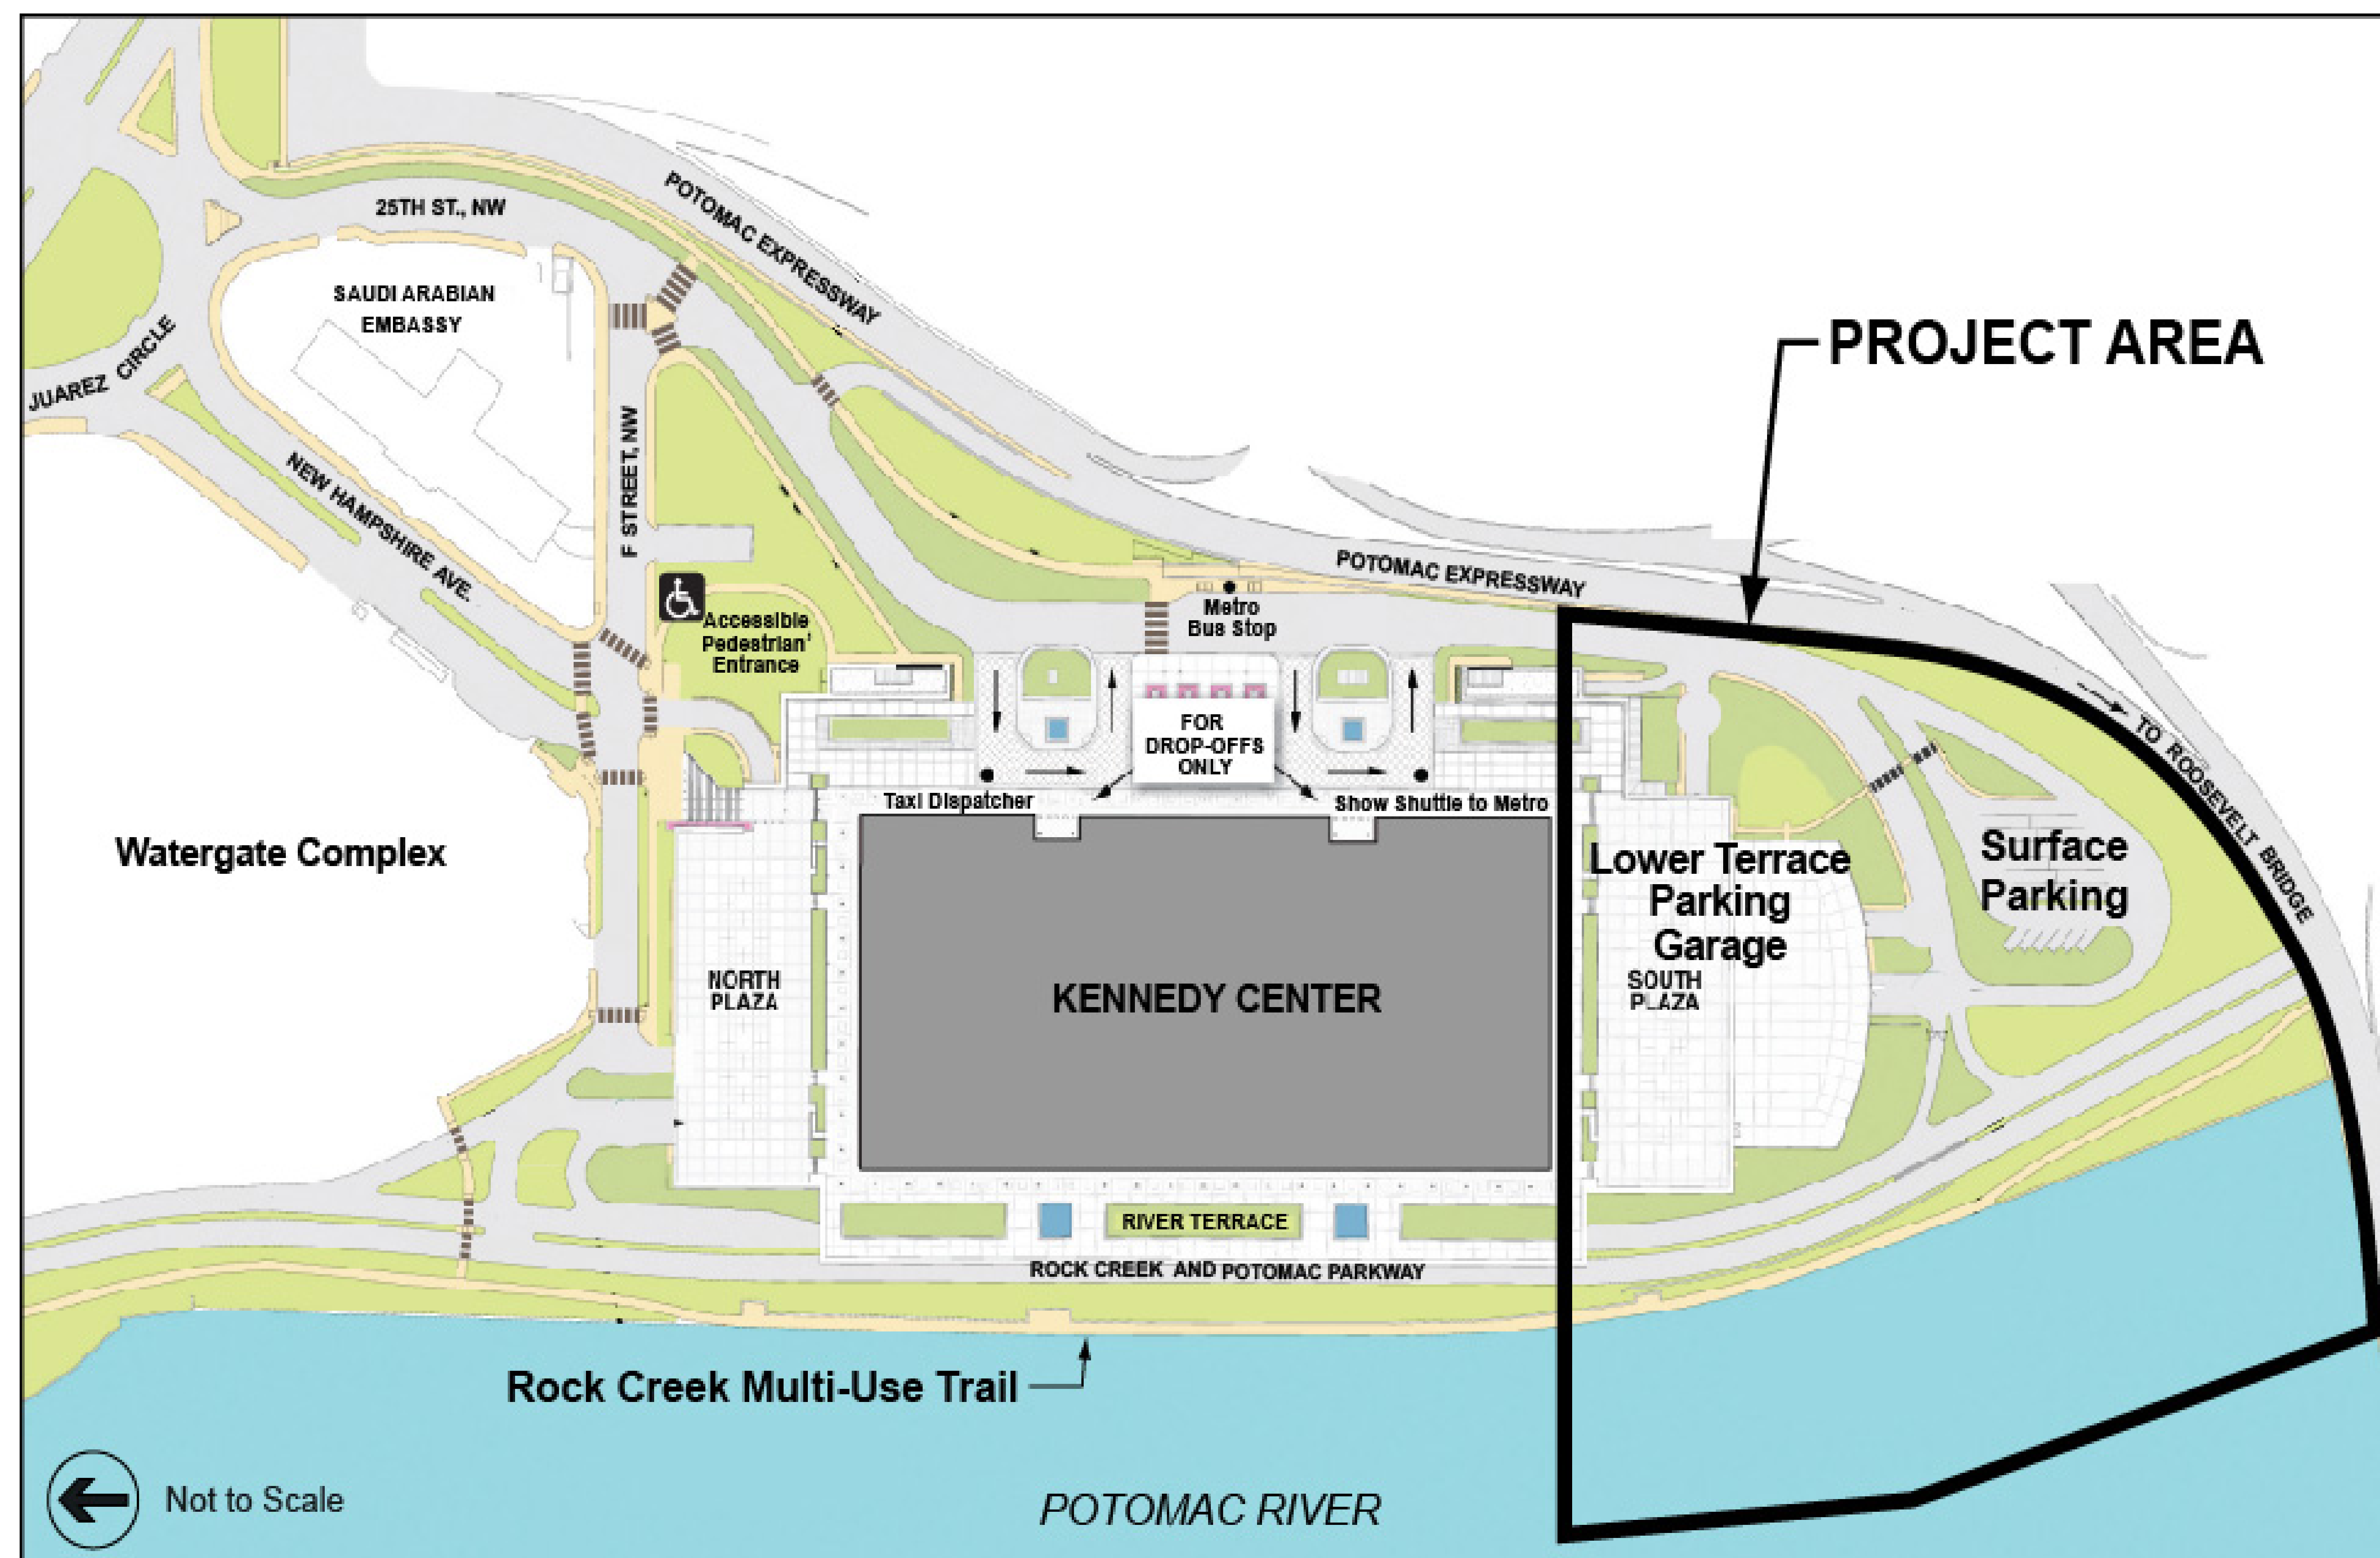 25TH ST., NW
POTOMAC EXPRESSWAY
SAUDI ARABIAN
EMBASSY
JUAREZ CIRCLE
PROJECT AREA
NEW HAMPSHIRE AVE.
F STREET, NW
POTOMAC EXPRESSWAY
Metro
Bus Stop
Accessible
Pedestrian
Entrance
TO ROOSEVELT BRIDGE
FOR
DROP-OFFS
ONLY
Taxi Dispatcher
Show Shuttle to Metro
Watergate Complex
Lower Terrace
Parking
Garage
Surface
Parking
NORTH
PLAZA
KENNEDY CENTER
SOUTH
PLAZA
RIVER TERRACE
ROCK CREEK AND POTOMAC PARKWAY
Rock Creek Multi-Use Trail
Not to Scale
POTOMAC RIVER